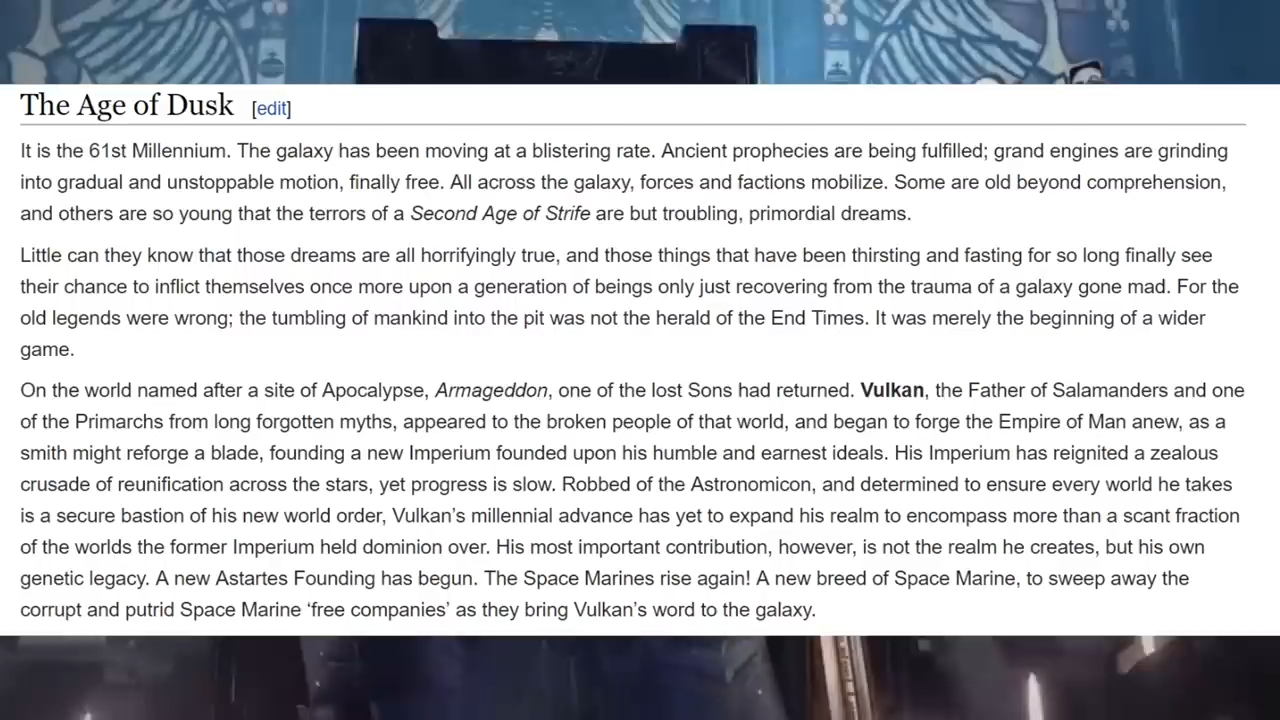 The Age of Dusk [edit]
It is the 61st Millennium. The galaxy has been moving at a blistering rate. Ancient prophecies are being fulfilled; grand engines are grinding
into gradual and unstoppable motion, finally free. All across the galaxy, forces and factions mobilize. Some are old beyond comprehension,
and others are so young that the terrors of a Second Age of Strife are but troubling, primordial dreams.
Little can they know that those dreams are all horrifyingly true, and those things that have been thirsting and fasting for so long finally see
their chance to inflict themselves once more upon a generation of beings only just recovering from the trauma of a galaxy gone mad. For the
old legends were wrong; the tumbling of mankind into the pit was not the herald of the End Times. It was merely the beginning of a wider
game.
On the world named after a site of Apocalypse, Armageddon, one of the lost Sons had returned. Vulkan, the Father of Salamanders and one
of the Primarchs from long forgotten myths, appeared to the broken people of that world, and began to forge the Empire of Man anew, as a
smith might reforge a blade, founding a new Imperium founded upon his humble and earnest ideals. His Imperium has reignited a zealous
crusade of reunification across the stars, yet progress is slow. Robbed of the Astronomicon, and determined to ensure every world he takes
is a secure bastion of his new world order, Vulkan’s millennial advance has yet to expand his realm to encompass more than a scant fraction
of the worlds the former Imperium held dominion over. His most important contribution, however, is not the realm he creates, but his own
genetic legacy. A new Astartes Founding has begun. The Space Marines rise again! A new breed of Space Marine, to sweep away the
corrupt and putrid Space Marine ‘free companies’ as they bring Vulkan’s word to the galaxy.